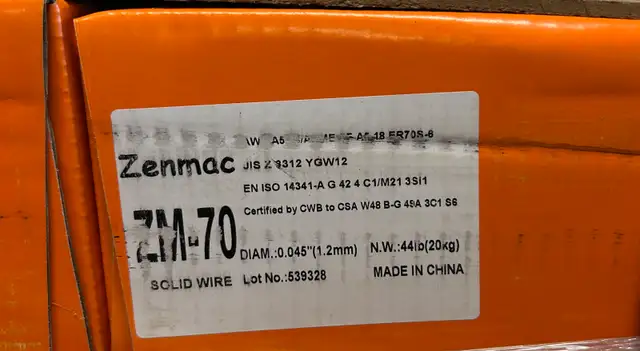 ER70S-6
Zenmac
JIS Z 3312 YGW12
EN ISO 14341-A G 42 4 C1/M21 3Si1
Certified by CWB to CSA W48 B-G 49A 3C1 S6
ZM-70
DIAM.:0.045"(1.2mm) N.W.:44lb(20kg)
SOLID WIRE Lot No.:539328 MADE IN CHINA